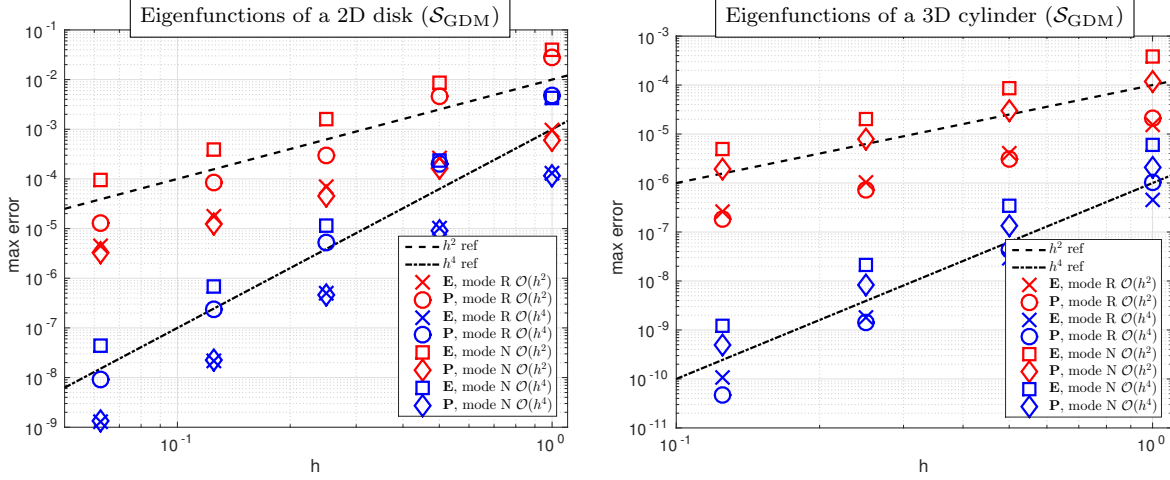 Eigenfunctions of a 2D disk (𝒮_GDM)
max error
10^-1
10^-2
10^-3
10^-4
10^-5
10^-6
10^-7
10^-8
10^-9
10^-1
10^0
h
h^2 ref
h^4 ref
E, mode R 𝒪(h^2)
P, mode R 𝒪(h^2)
E, mode R 𝒪(h^4)
P, mode R 𝒪(h^4)
E, mode N 𝒪(h^2)
P, mode N 𝒪(h^2)
E, mode N 𝒪(h^4)
P, mode N 𝒪(h^4)
Eigenfunctions of a 3D cylinder (𝒮_GDM)
max error
10^-3
10^-4
10^-5
10^-6
10^-7
10^-8
10^-9
10^-10
10^-11
10^-1
10^0
h
h^2 ref
h^4 ref
E, mode R 𝒪(h^2)
P, mode R 𝒪(h^2)
E, mode R 𝒪(h^4)
P, mode R 𝒪(h^4)
E, mode N 𝒪(h^2)
P, mode N 𝒪(h^2)
E, mode N 𝒪(h^4)
P, mode N 𝒪(h^4)